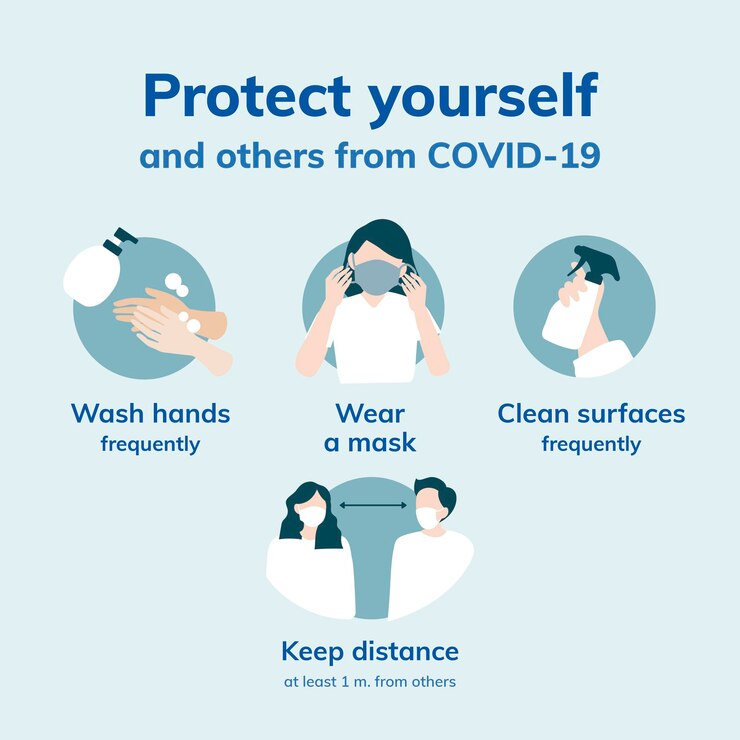 Protect yourself
and others from COVID-19
Wash hands
frequently
Wear
a mask
Clean surfaces
frequently
Keep distance
at least 1 m. from others